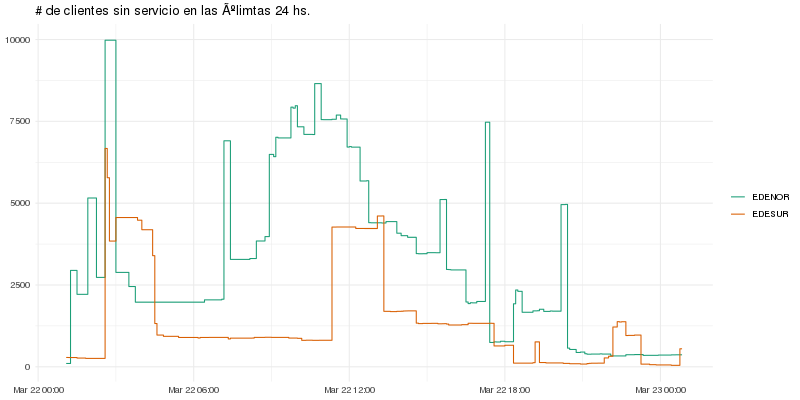 # de clientes sin servicio en las Ãºlimtas 24 hs.
10000
7500
5000
2500
0
Mar 22 00:00
Mar 22 06:00
Mar 22 12:00
Mar 22 18:00
Mar 23 00:00
EDENOR
EDESUR